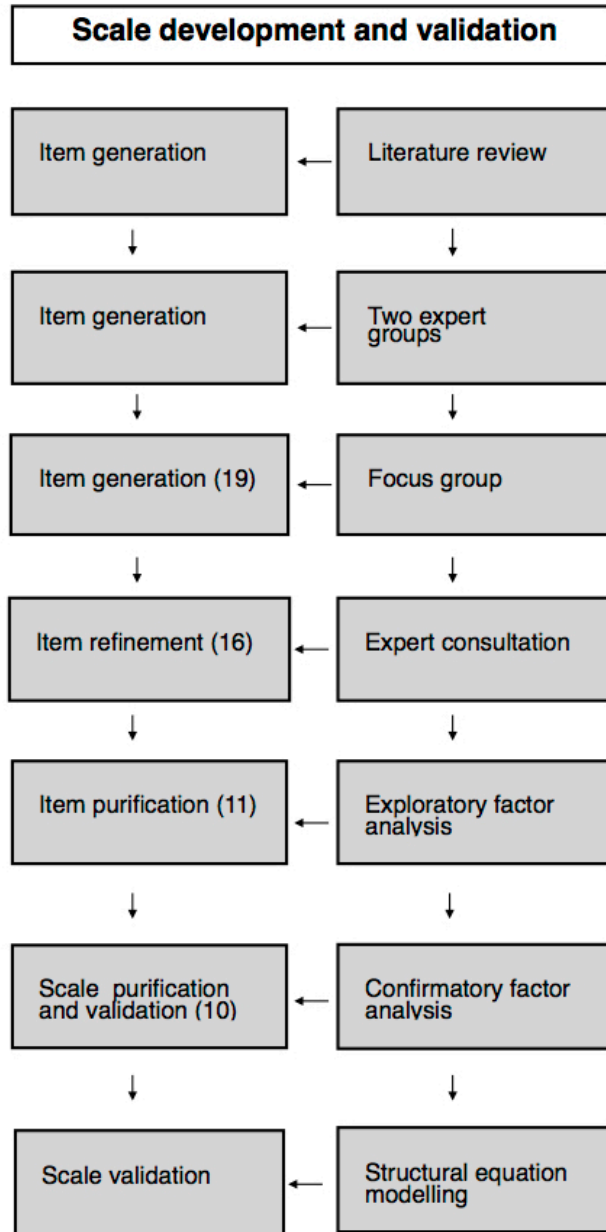 Scale development and validation
Item generation
Literature review
Item generation
Two expert
groups
Item generation (19)
Focus group
Item refinement (16)
Expert consultation
Item purification (11)
Exploratory factor
analysis
Scale purification
and validation (10)
Confirmatory factor
analysis
Scale validation
Structural equation
modelling